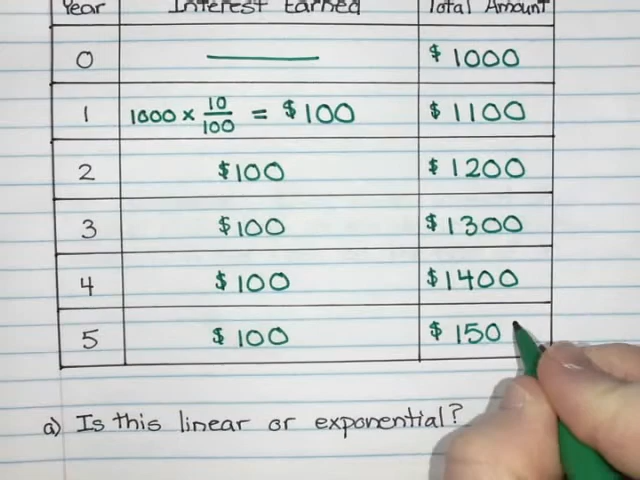 Year Interest Earned Total Amount
0 $ 1000
1 1000 × 10/100 = $100 $ 1100
2 $100 $ 1200
3 $100 $ 1300
4 $100 $1400
5 $100 $ 150
a) Is this linear or exponential?